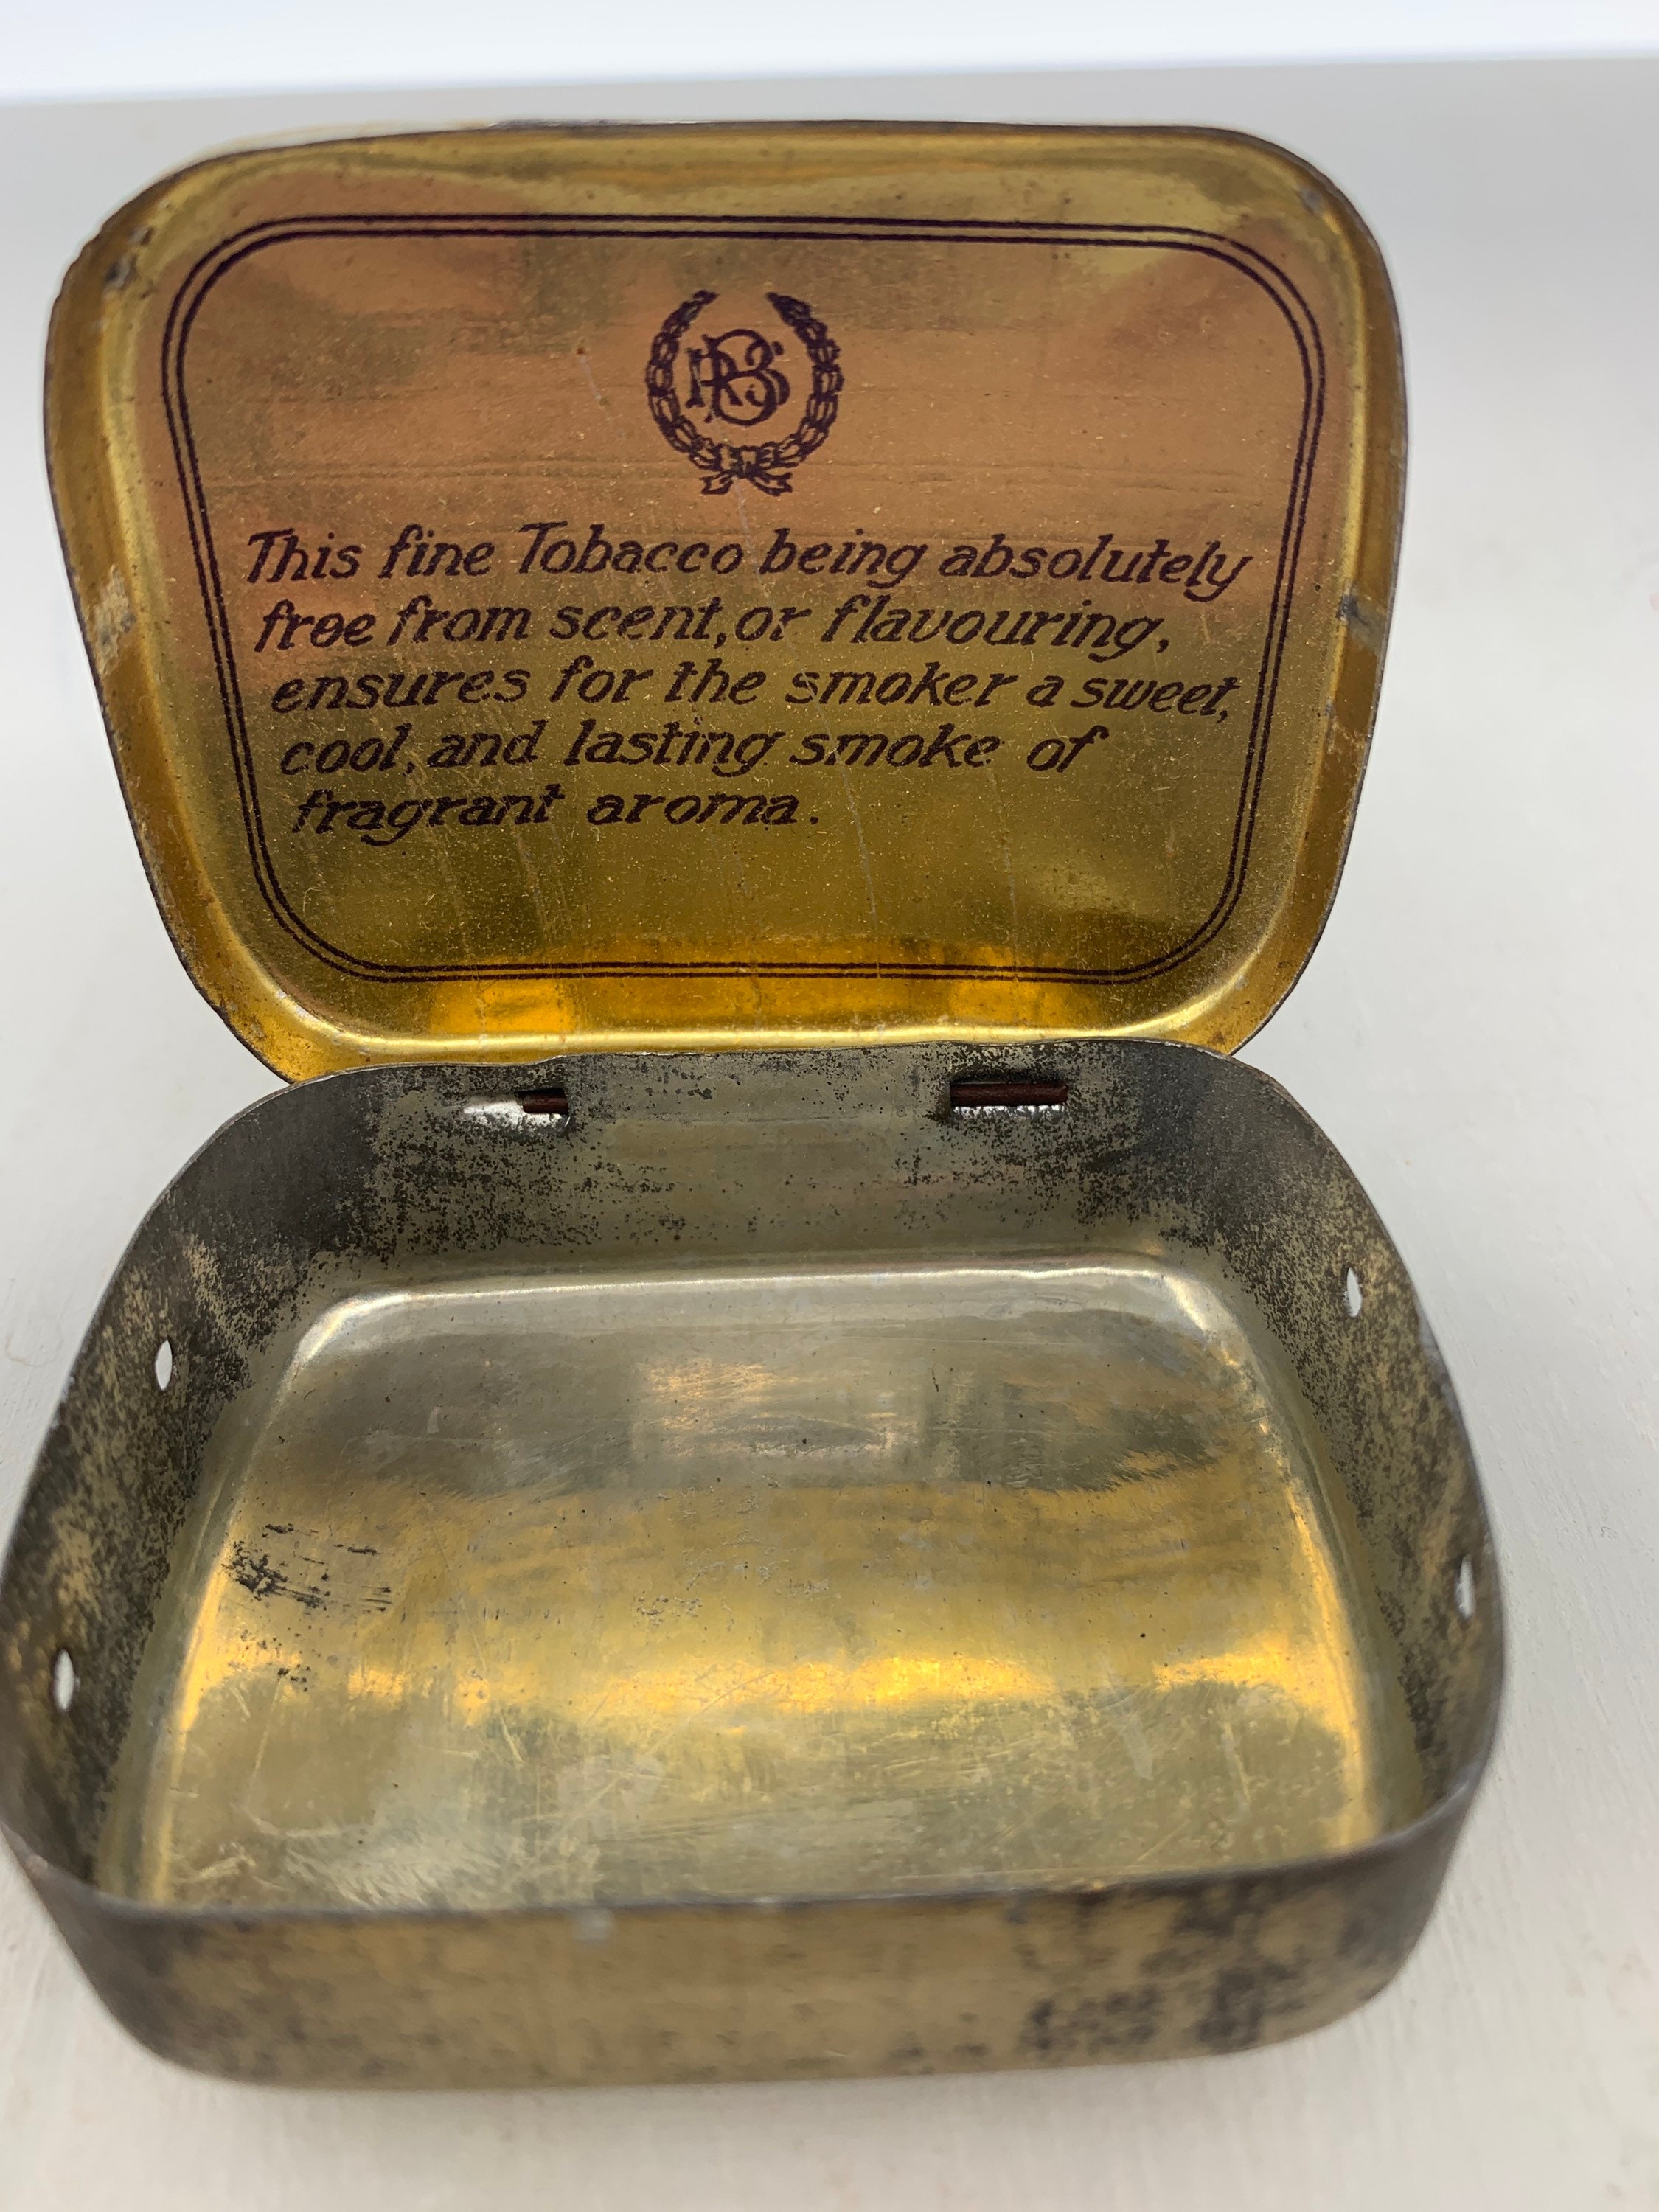 RBS
This fine Tobacco being absolutely
free from scent, or flavouring,
ensures for the smoker a sweet,
cool, and lasting smoke of
fragrant aroma.